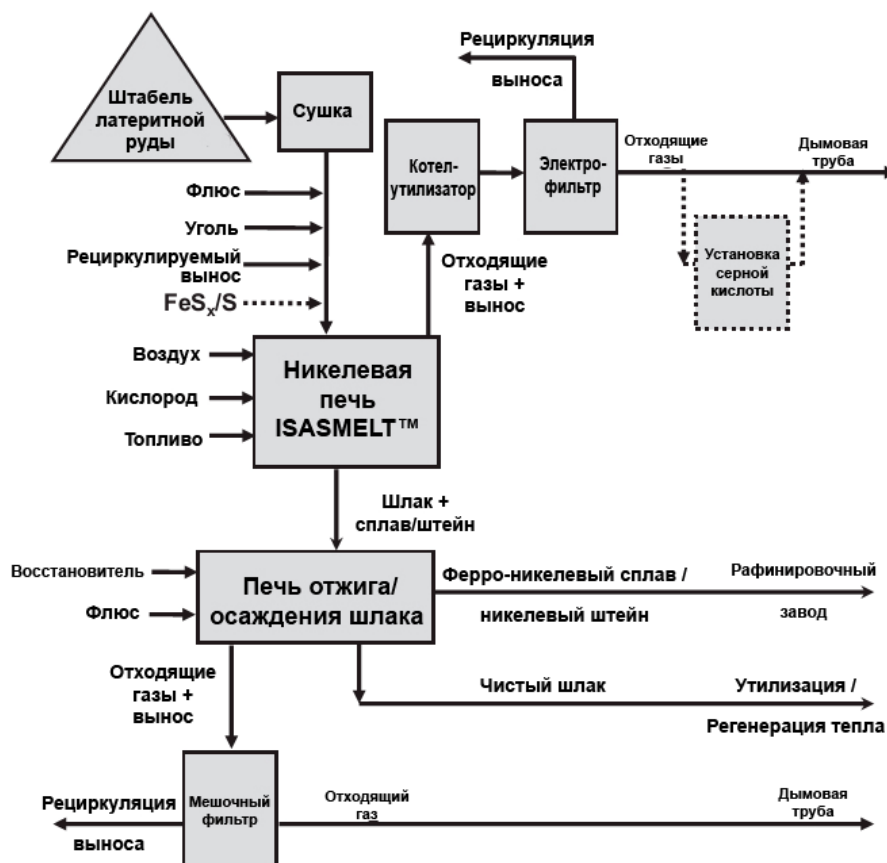 Рециркуляция
выноса
Штабель
латеритной
руды
Сушка
Котел-
утилизатор
Электро-
фильтр
Отходящие
газы
Дымовая
труба
Флюс
Уголь
Рециркулируемый
вынос
FeSx/S
Отходящие
газы +
вынос
Установка
серной
кислоты
Воздух
Кислород
Топливо
Никелевая
печь
ISASMELT™
Шлак +
сплав/штейн
Восстановитель
Флюс
Печь отжига/
осаждения шлака
Ферро-никелевый сплав /
никелевый штейн
Рафинировочный
завод
Отходящие
газы +
вынос
Чистый шлак
Утилизация /
Регенерация тепла
Рециркуляция
выноса
Мешочный
фильтр
Отходящий
газ
Дымовая
труба